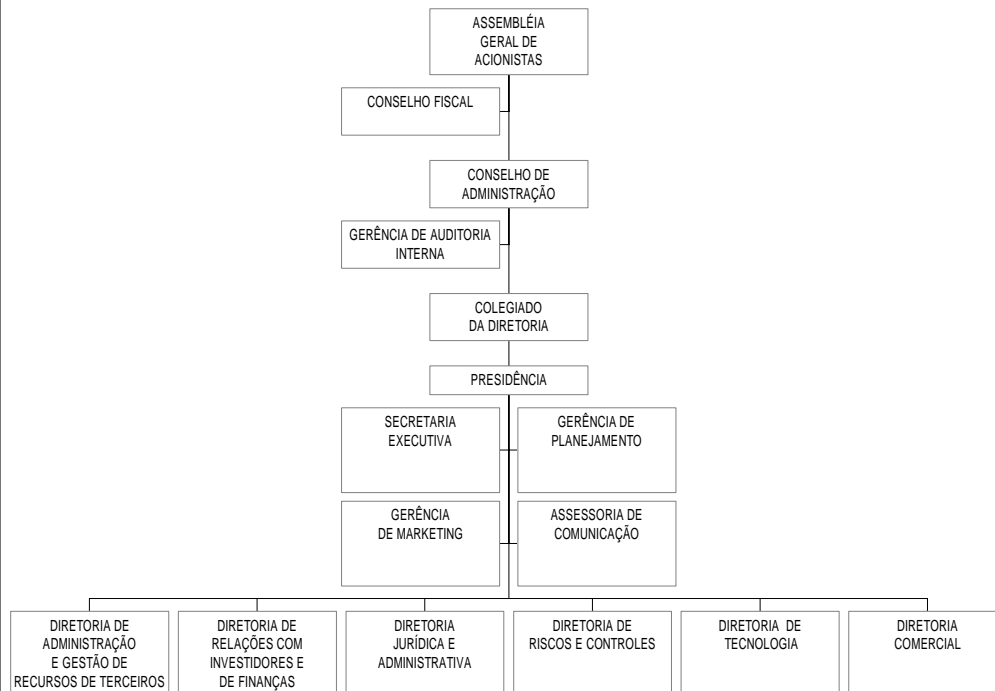 ASSEMBLÉIA
GERAL DE
ACIONISTAS
CONSELHO FISCAL
CONSELHO DE
ADMINISTRAÇÃO
GERÊNCIA DE AUDITORIA
INTERNA
COLEGIADO
DA DIRETORIA
PRESIDÊNCIA
SECRETARIA
EXECUTIVA
GERÊNCIA DE
PLANEJAMENTO
GERÊNCIA
DE MARKETING
ASSESSORIA DE
COMUNICAÇÃO
DIRETORIA DE
ADMINISTRAÇÃO
E GESTÃO DE
RECURSOS DE TERCEIROS
DIRETORIA DE
RELAÇÕES COM
INVESTIDORES E
DE FINANÇAS
DIRETORIA
JURÍDICA E
ADMINISTRATIVA
DIRETORIA DE
RISCOS E CONTROLES
DIRETORIA DE
TECNOLOGIA
DIRETORIA
COMERCIAL